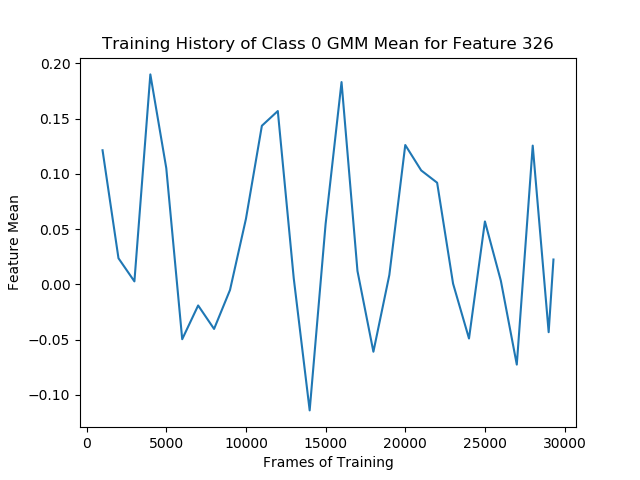 Training History of Class 0 GMM Mean for Feature 326
0.20
0.15
0.10
0.05
0.00
−0.05
−0.10
Feature Mean
0 5000 10000 15000 20000 25000 30000
Frames of Training